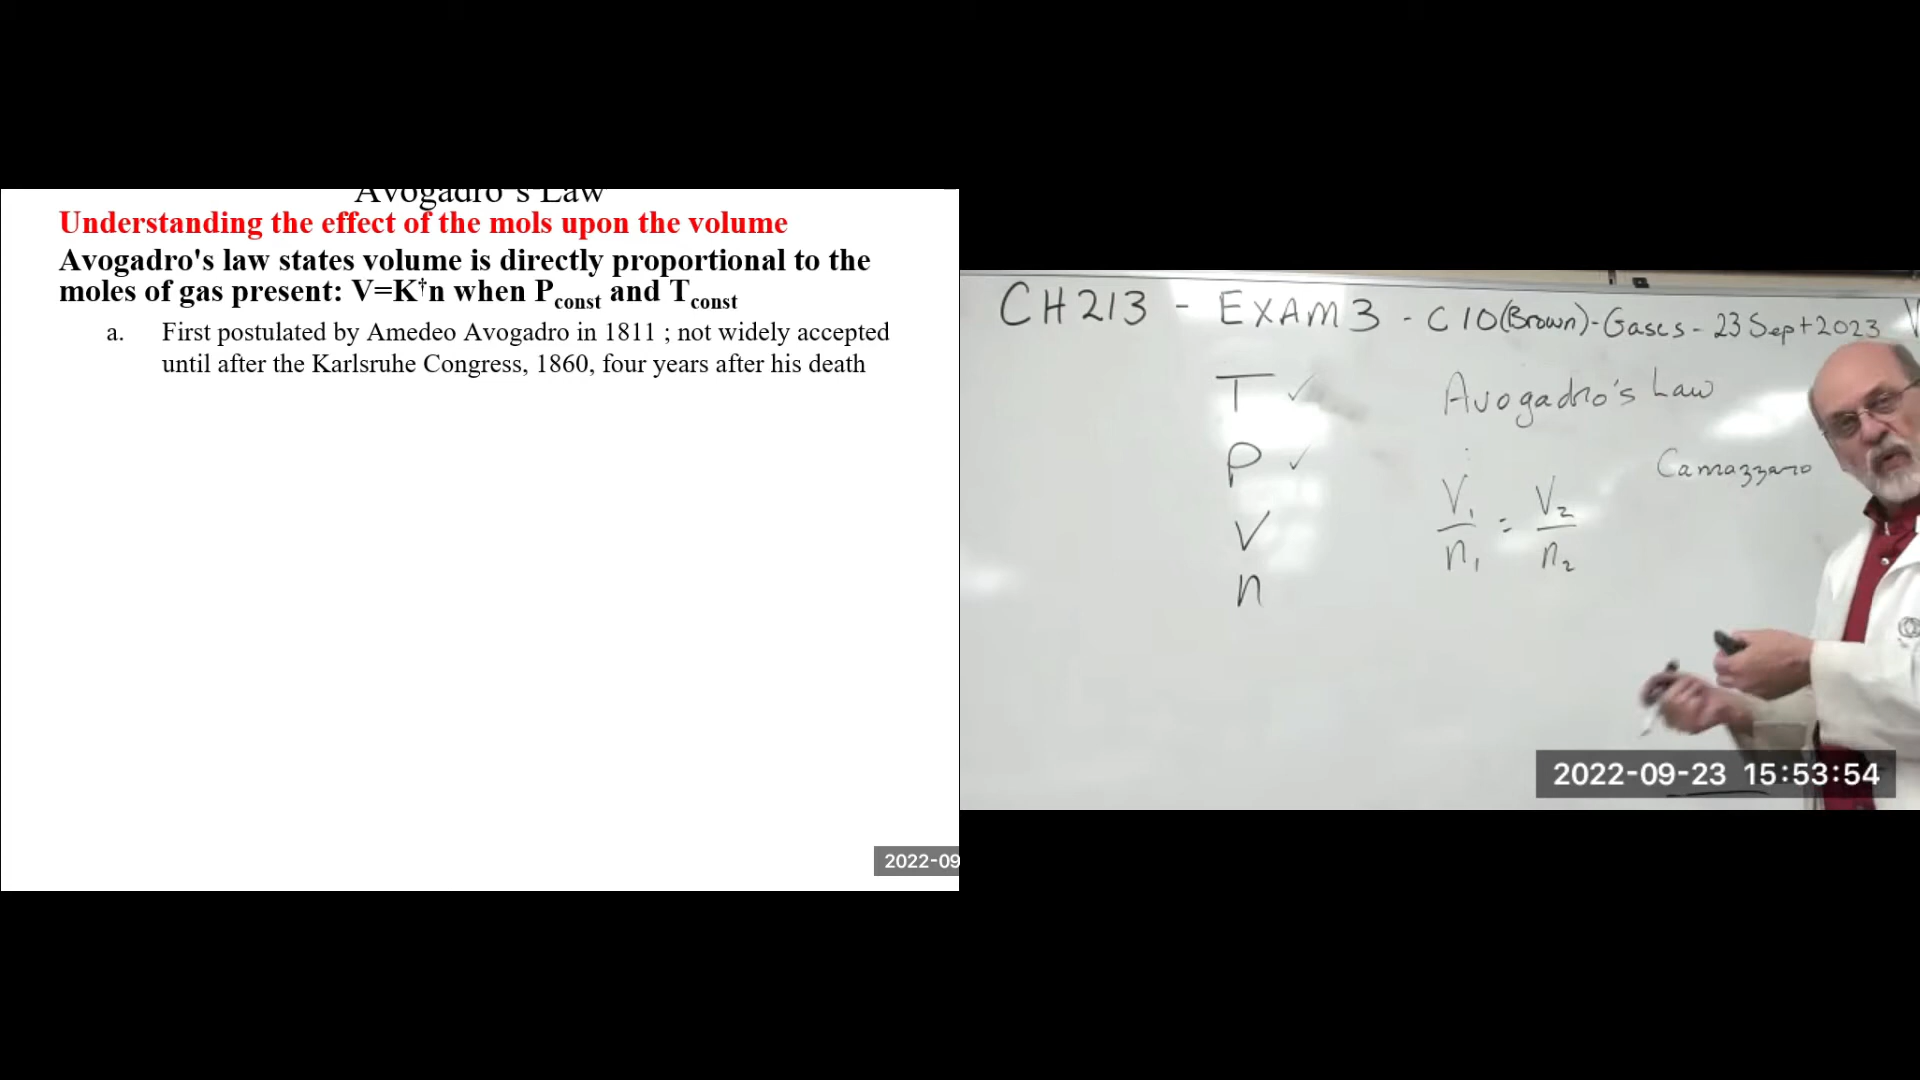 Avogadro's Law
Understanding the effect of the mols upon the volume
Avogadro's law states volume is directly proportional to the
moles of gas present: V=K†n when Pconst and Tconst
a. First postulated by Amedeo Avogadro in 1811 ; not widely accepted
until after the Karlsruhe Congress, 1860, four years after his death
2022-09
CH213 - EXAM3 - C10(Brown)-Gases - 23 Sept 2023
T ✓
P ✓
V
n
Avogadro's Law
V₁/n₁ = V₂/n₂
Cannazzaro
2022-09-23 15:53:54